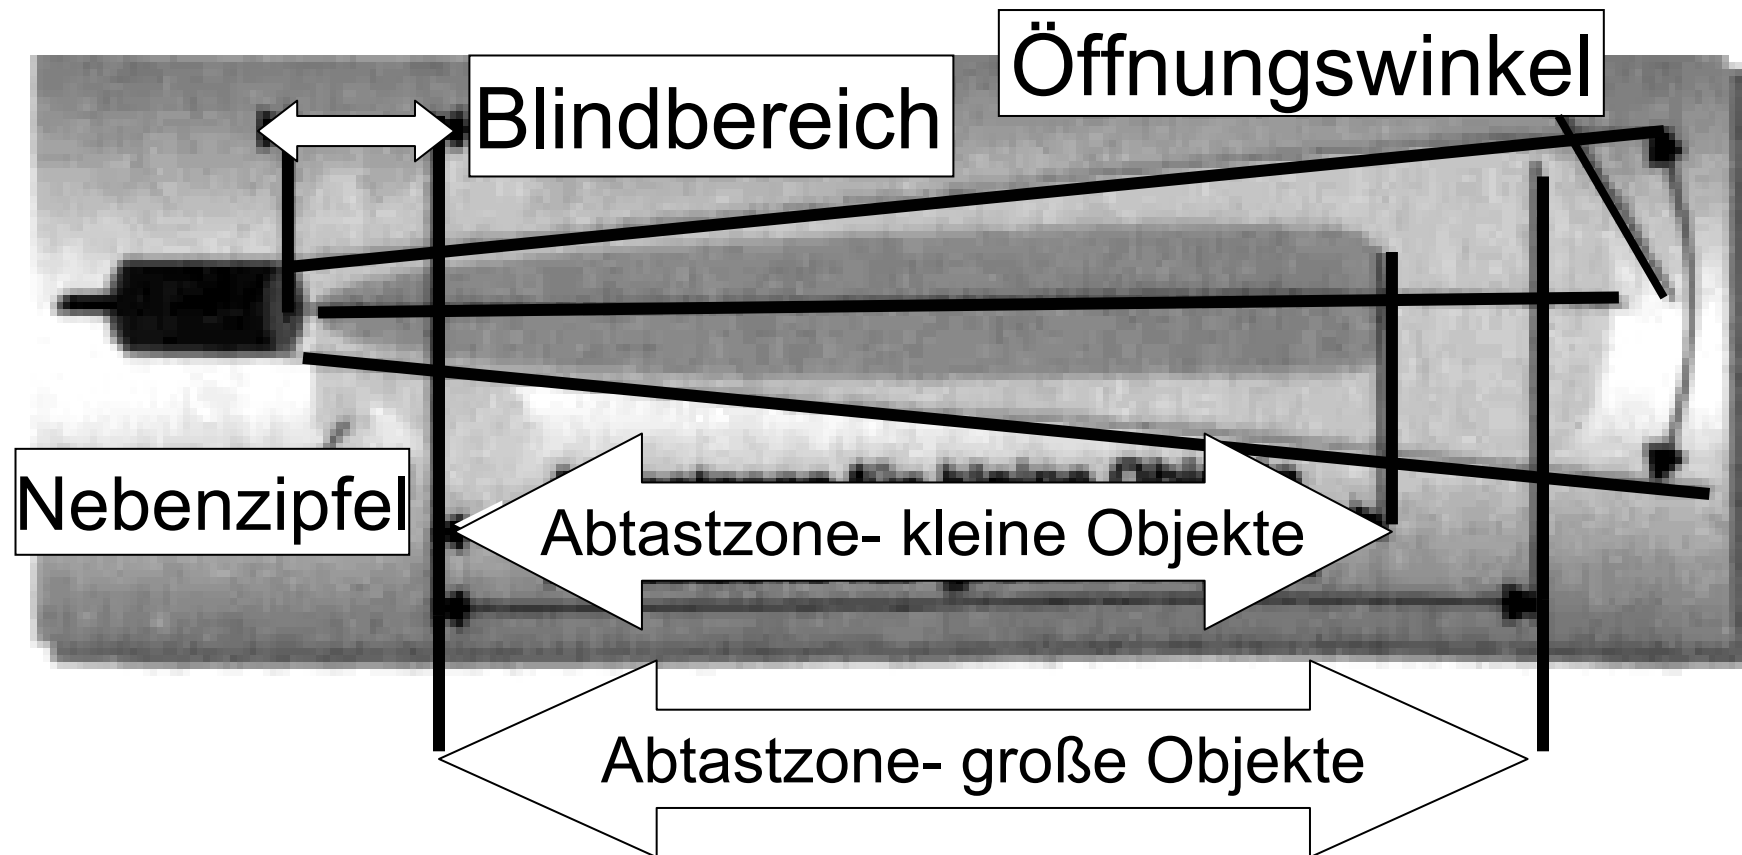 Öffnungswinkel
Blindbereich
Nebenzipfel
Abtastzone- kleine Objekte
Abtastzone- große Objekte